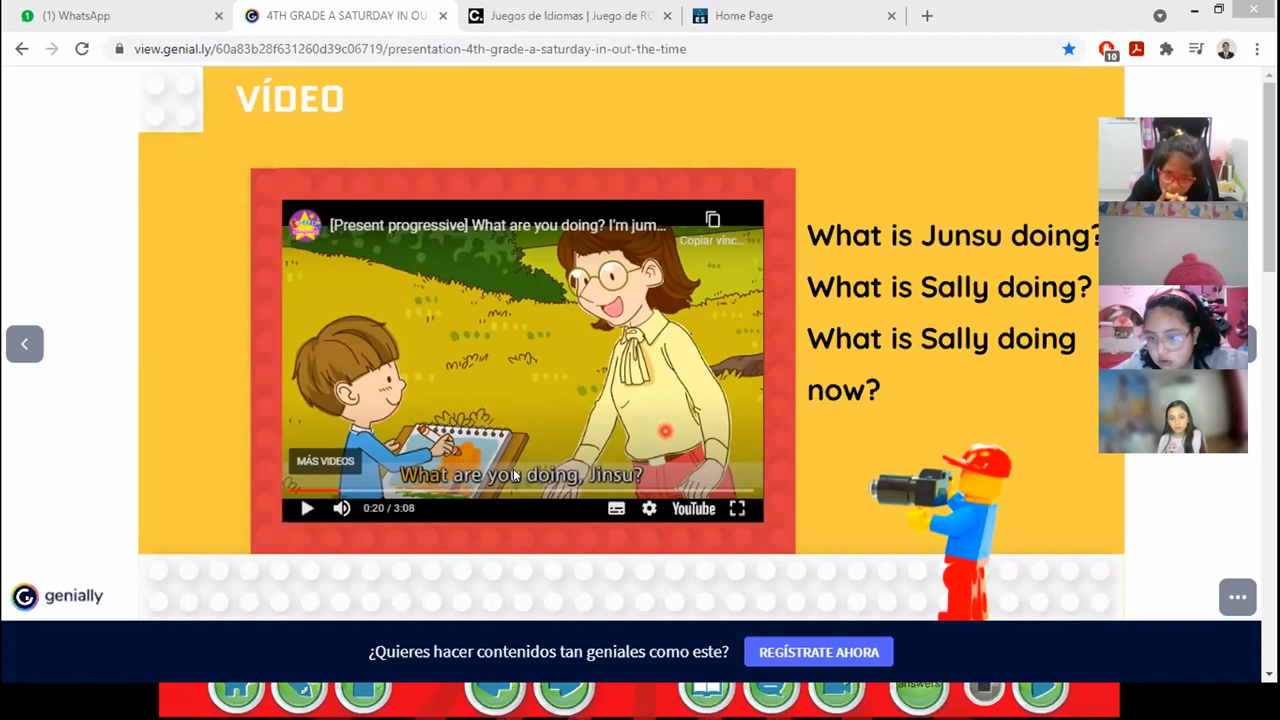 (1) WhatsApp
4TH GRADE A SATURDAY IN OU
Juegos de Idiomas | Juego de RO
Home Page
view.genial.ly/60a83b28f631260d39c06719/presentation-4th-grade-a-saturday-in-out-the-time
10
VÍDEO
[Present progressive] What are you doing? I'm jum...
Copiar vínc...
What are you doing, Jinsu?
MÁS VIDEOS
0:20 / 3:08
YouTube
What is Junsu doing?
What is Sally doing?
What is Sally doing
now?
genially
¿Quieres hacer contenidos tan geniales como este?
REGÍSTRATE AHORA
answers